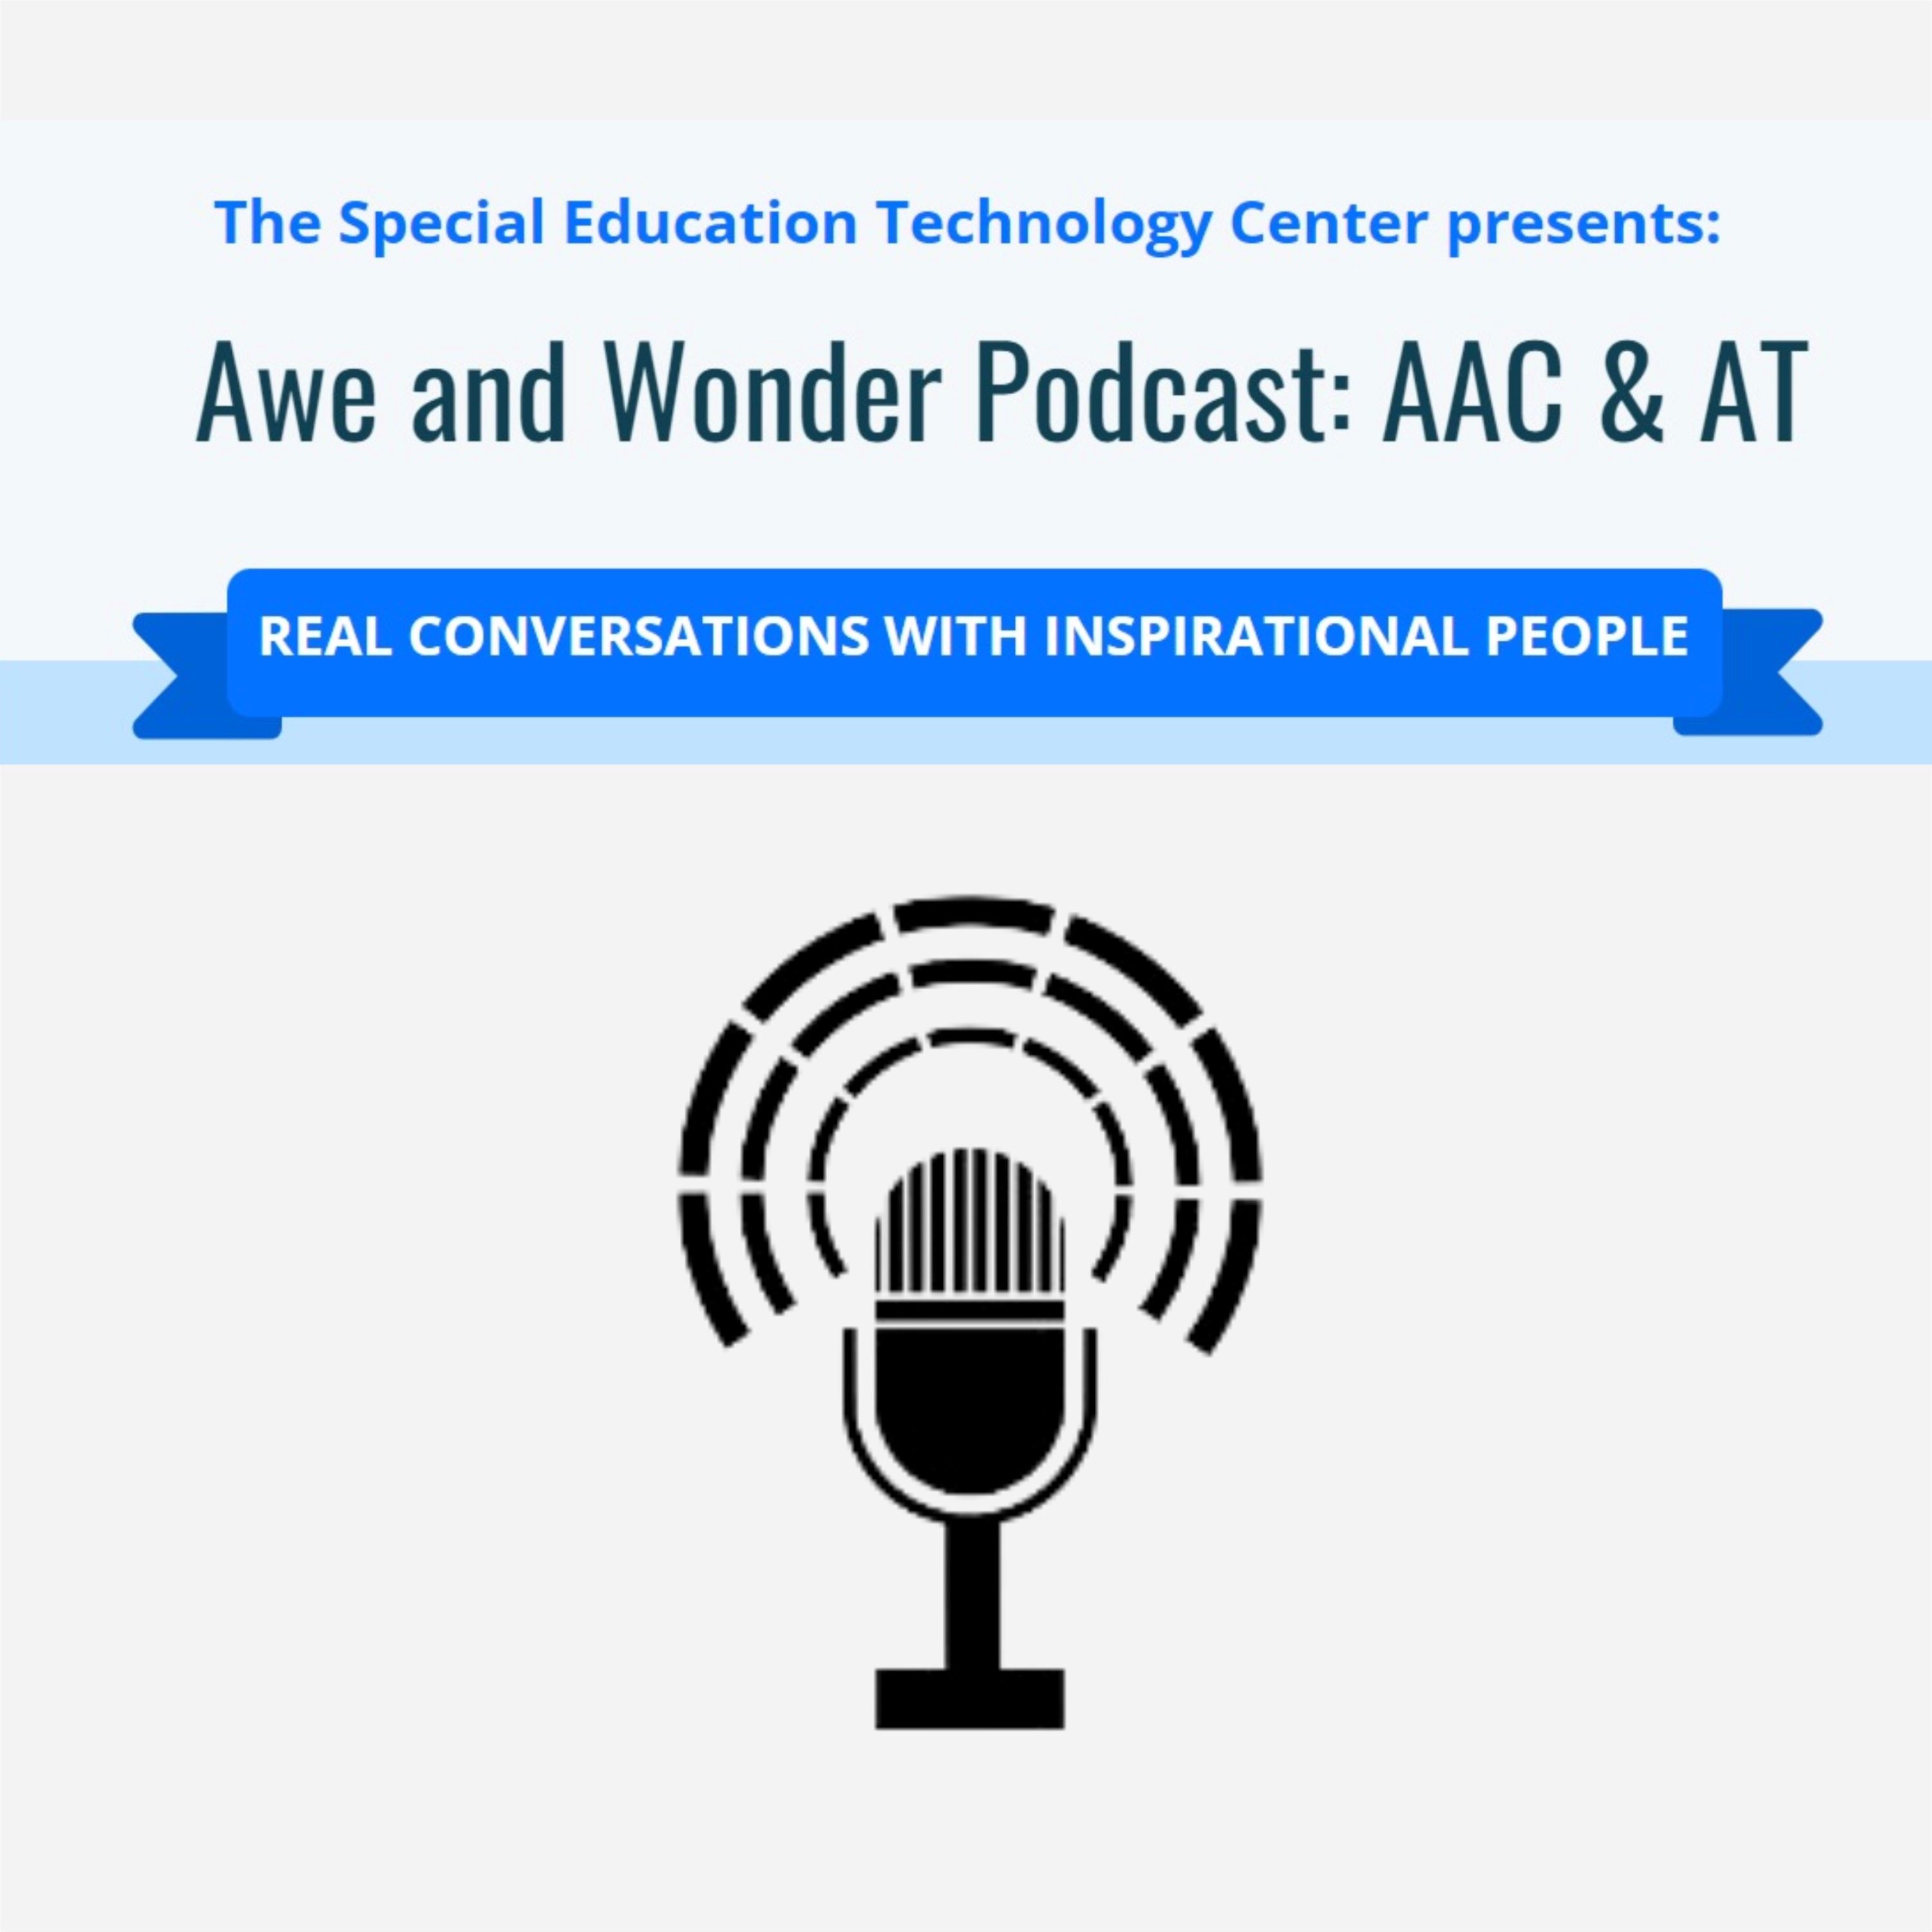 The Special Education Technology Center presents:
Awe and Wonder Podcast: AAC & AT
REAL CONVERSATIONS WITH INSPIRATIONAL PEOPLE